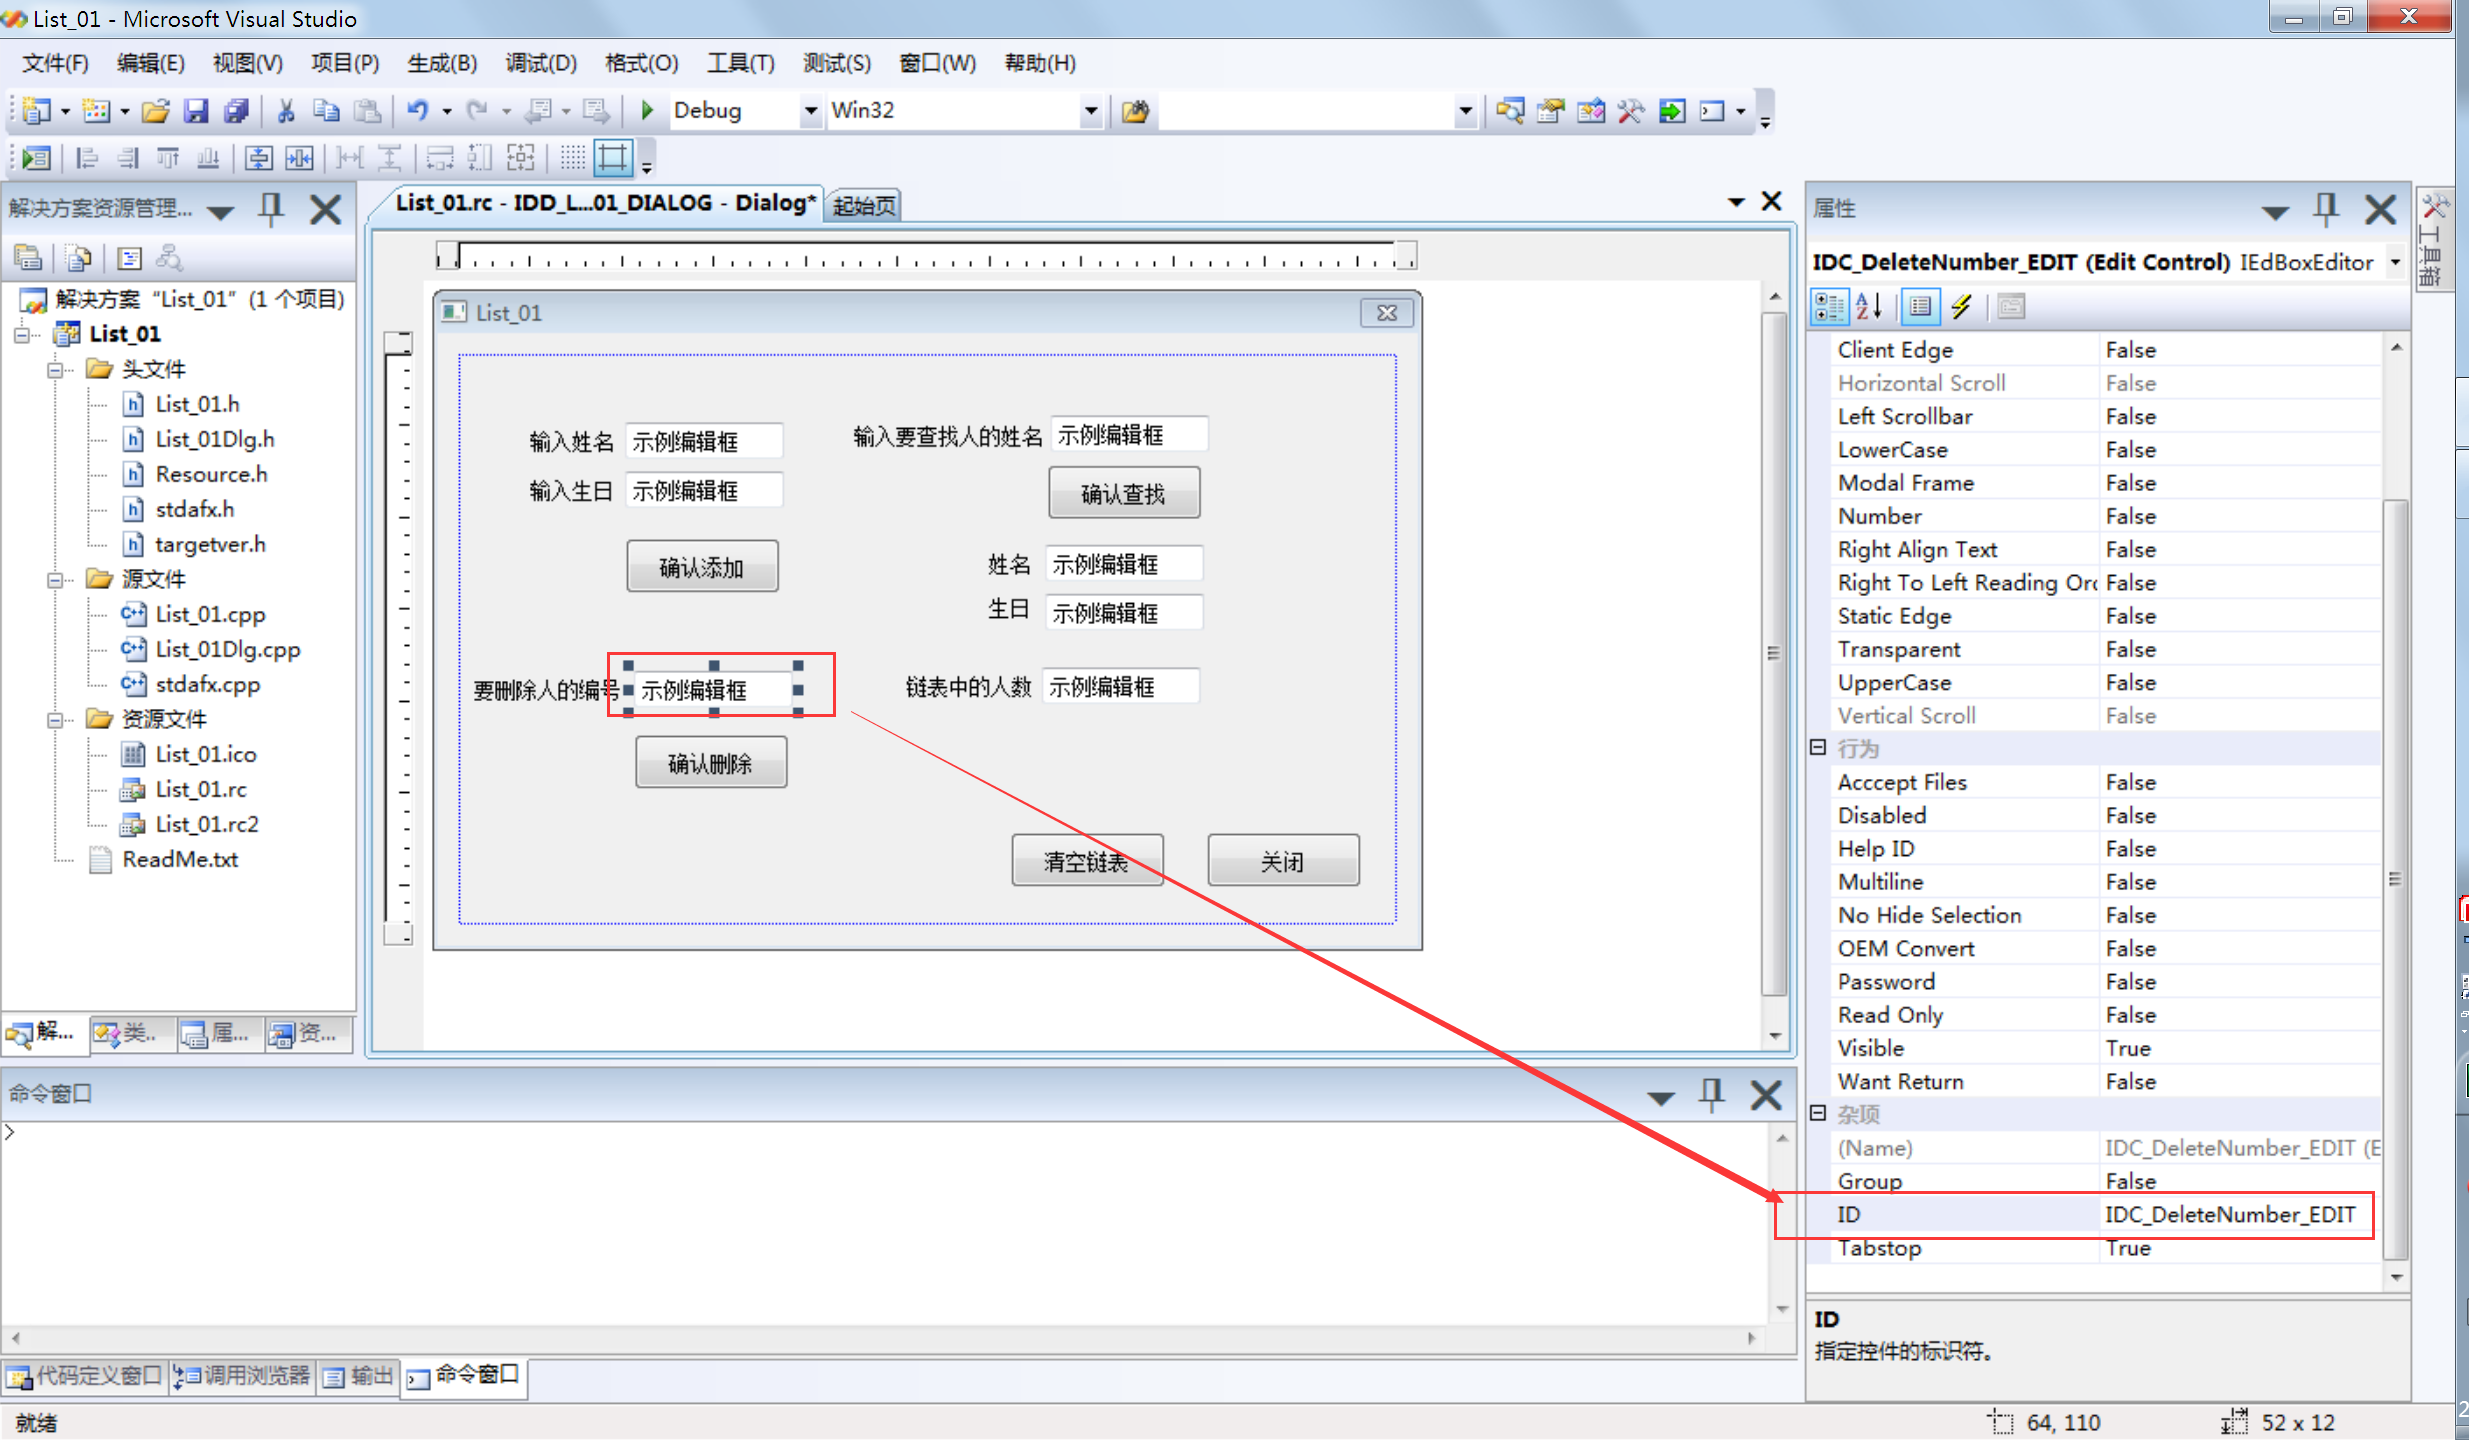 List_01 - Microsoft Visual Studio
文件(F) 编辑(E) 视图(V) 项目(P) 生成(B) 调试(D) 格式(O) 工具(T) 测试(S) 窗口(W) 帮助(H)
Debug Win32
解决方案资源管理...
解决方案 “List_01” (1 个项目)
List_01
头文件
List_01.h
List_01Dlg.h
Resource.h
stdafx.h
targetver.h
源文件
List_01.cpp
List_01Dlg.cpp
stdafx.cpp
资源文件
List_01.ico
List_01.rc
List_01.rc2
ReadMe.txt
解... 类.. 属... 资...
List_01.rc - IDD_L...01_DIALOG - Dialog* 起始页
List_01
输入姓名 示例编辑框
输入生日 示例编辑框
确认添加
要删除人的编号 示例编辑框
确认删除
输入要查找人的姓名 示例编辑框
确认查找
姓名 示例编辑框
生日 示例编辑框
链表中的人数 示例编辑框
清空链表 关闭
命令窗口
>
代码定义窗口 调用浏览器 输出 命令窗口
属性
IDC_DeleteNumber_EDIT (Edit Control) IEdBoxEditor
Client Edge False
Horizontal Scroll False
Left Scrollbar False
LowerCase False
Modal Frame False
Number False
Right Align Text False
Right To Left Reading Orc False
Static Edge False
Transparent False
UpperCase False
Vertical Scroll False
行为
Acccept Files False
Disabled False
Help ID False
Multiline False
No Hide Selection False
OEM Convert False
Password False
Read Only False
Visible True
Want Return False
杂项
(Name) IDC_DeleteNumber_EDIT (E
Group False
ID IDC_DeleteNumber_EDIT
Tabstop True
ID
指定控件的标识符。
工具箱
就绪 64, 110 52 x 12